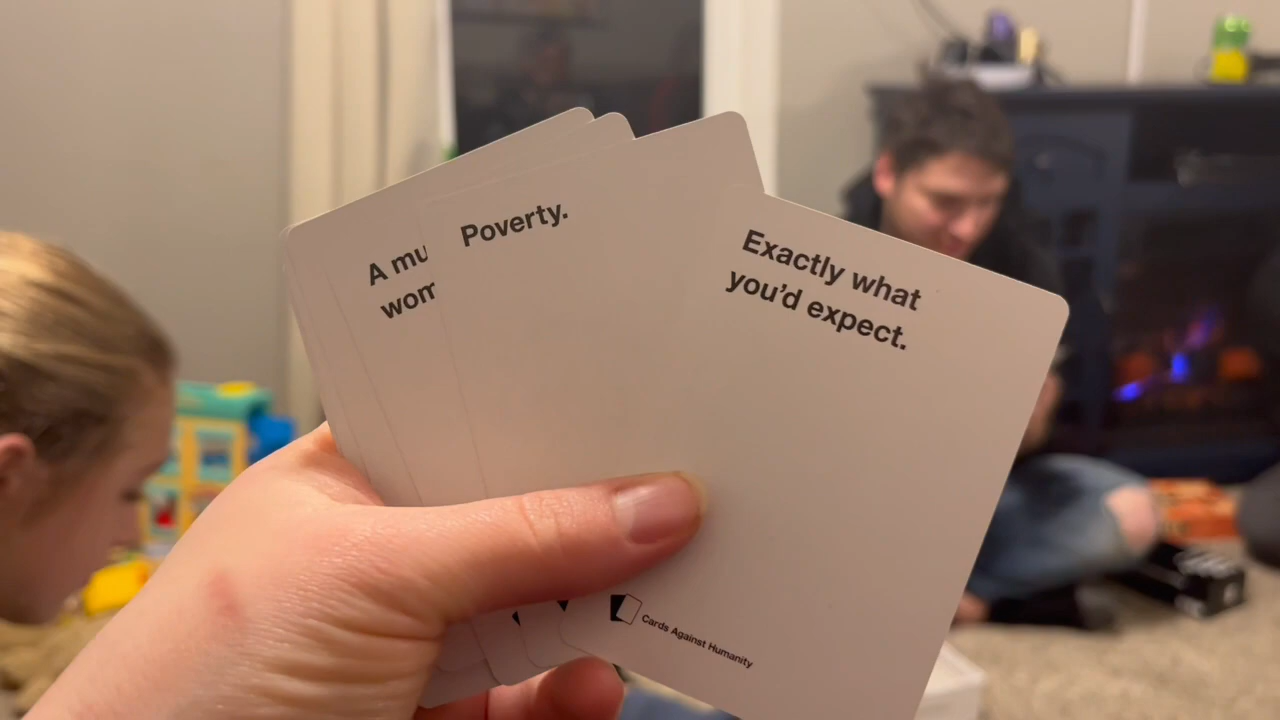 A mu
wom
Poverty.
Exactly what
you'd expect.
Cards Against Humanity